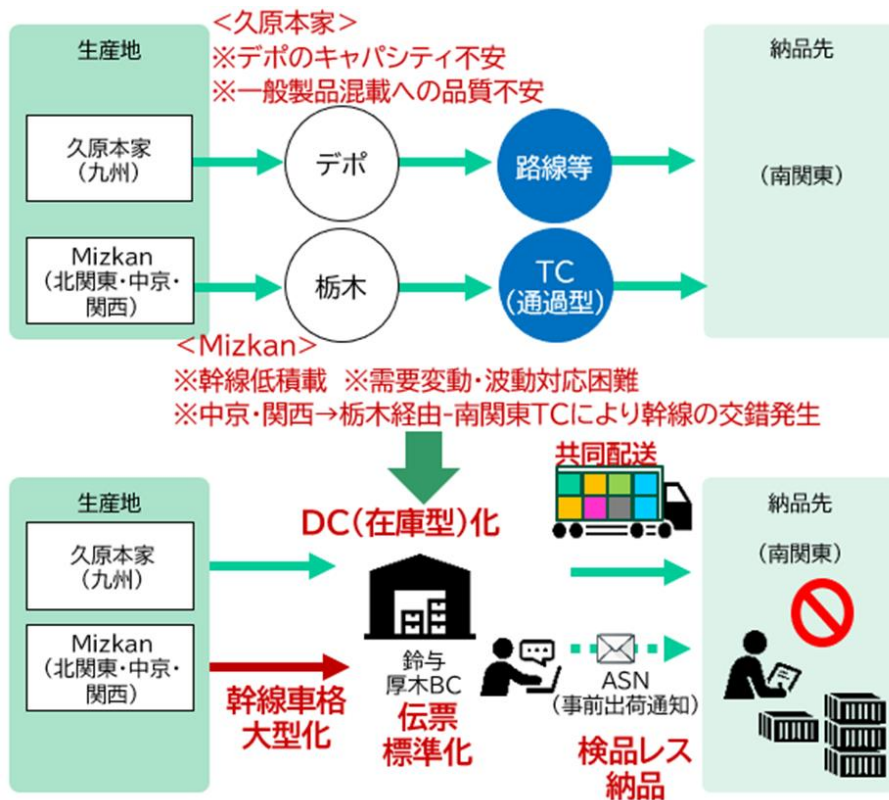 生産地
<久原本家>
※デポのキャパシティ不安
※一般製品混載への品質不安
納品先
久原本家
(九州)
デポ
路線等
(南関東)
Mizkan
(北関東・中京・
関西)
栃木
TC
(通過型)
<Mizkan>
※幹線低積載 ※需要変動・波動対応困難
※中京・関西→栃木経由-南関東TCにより幹線の交錯発生
共同配送
生産地
DC(在庫型)化
納品先
久原本家
(九州)
(南関東)
Mizkan
(北関東・中京・
関西)
鈴与
厚木BC
幹線車格
大型化
伝票
標準化
ASN
(事前出荷通知)
検品レス
納品